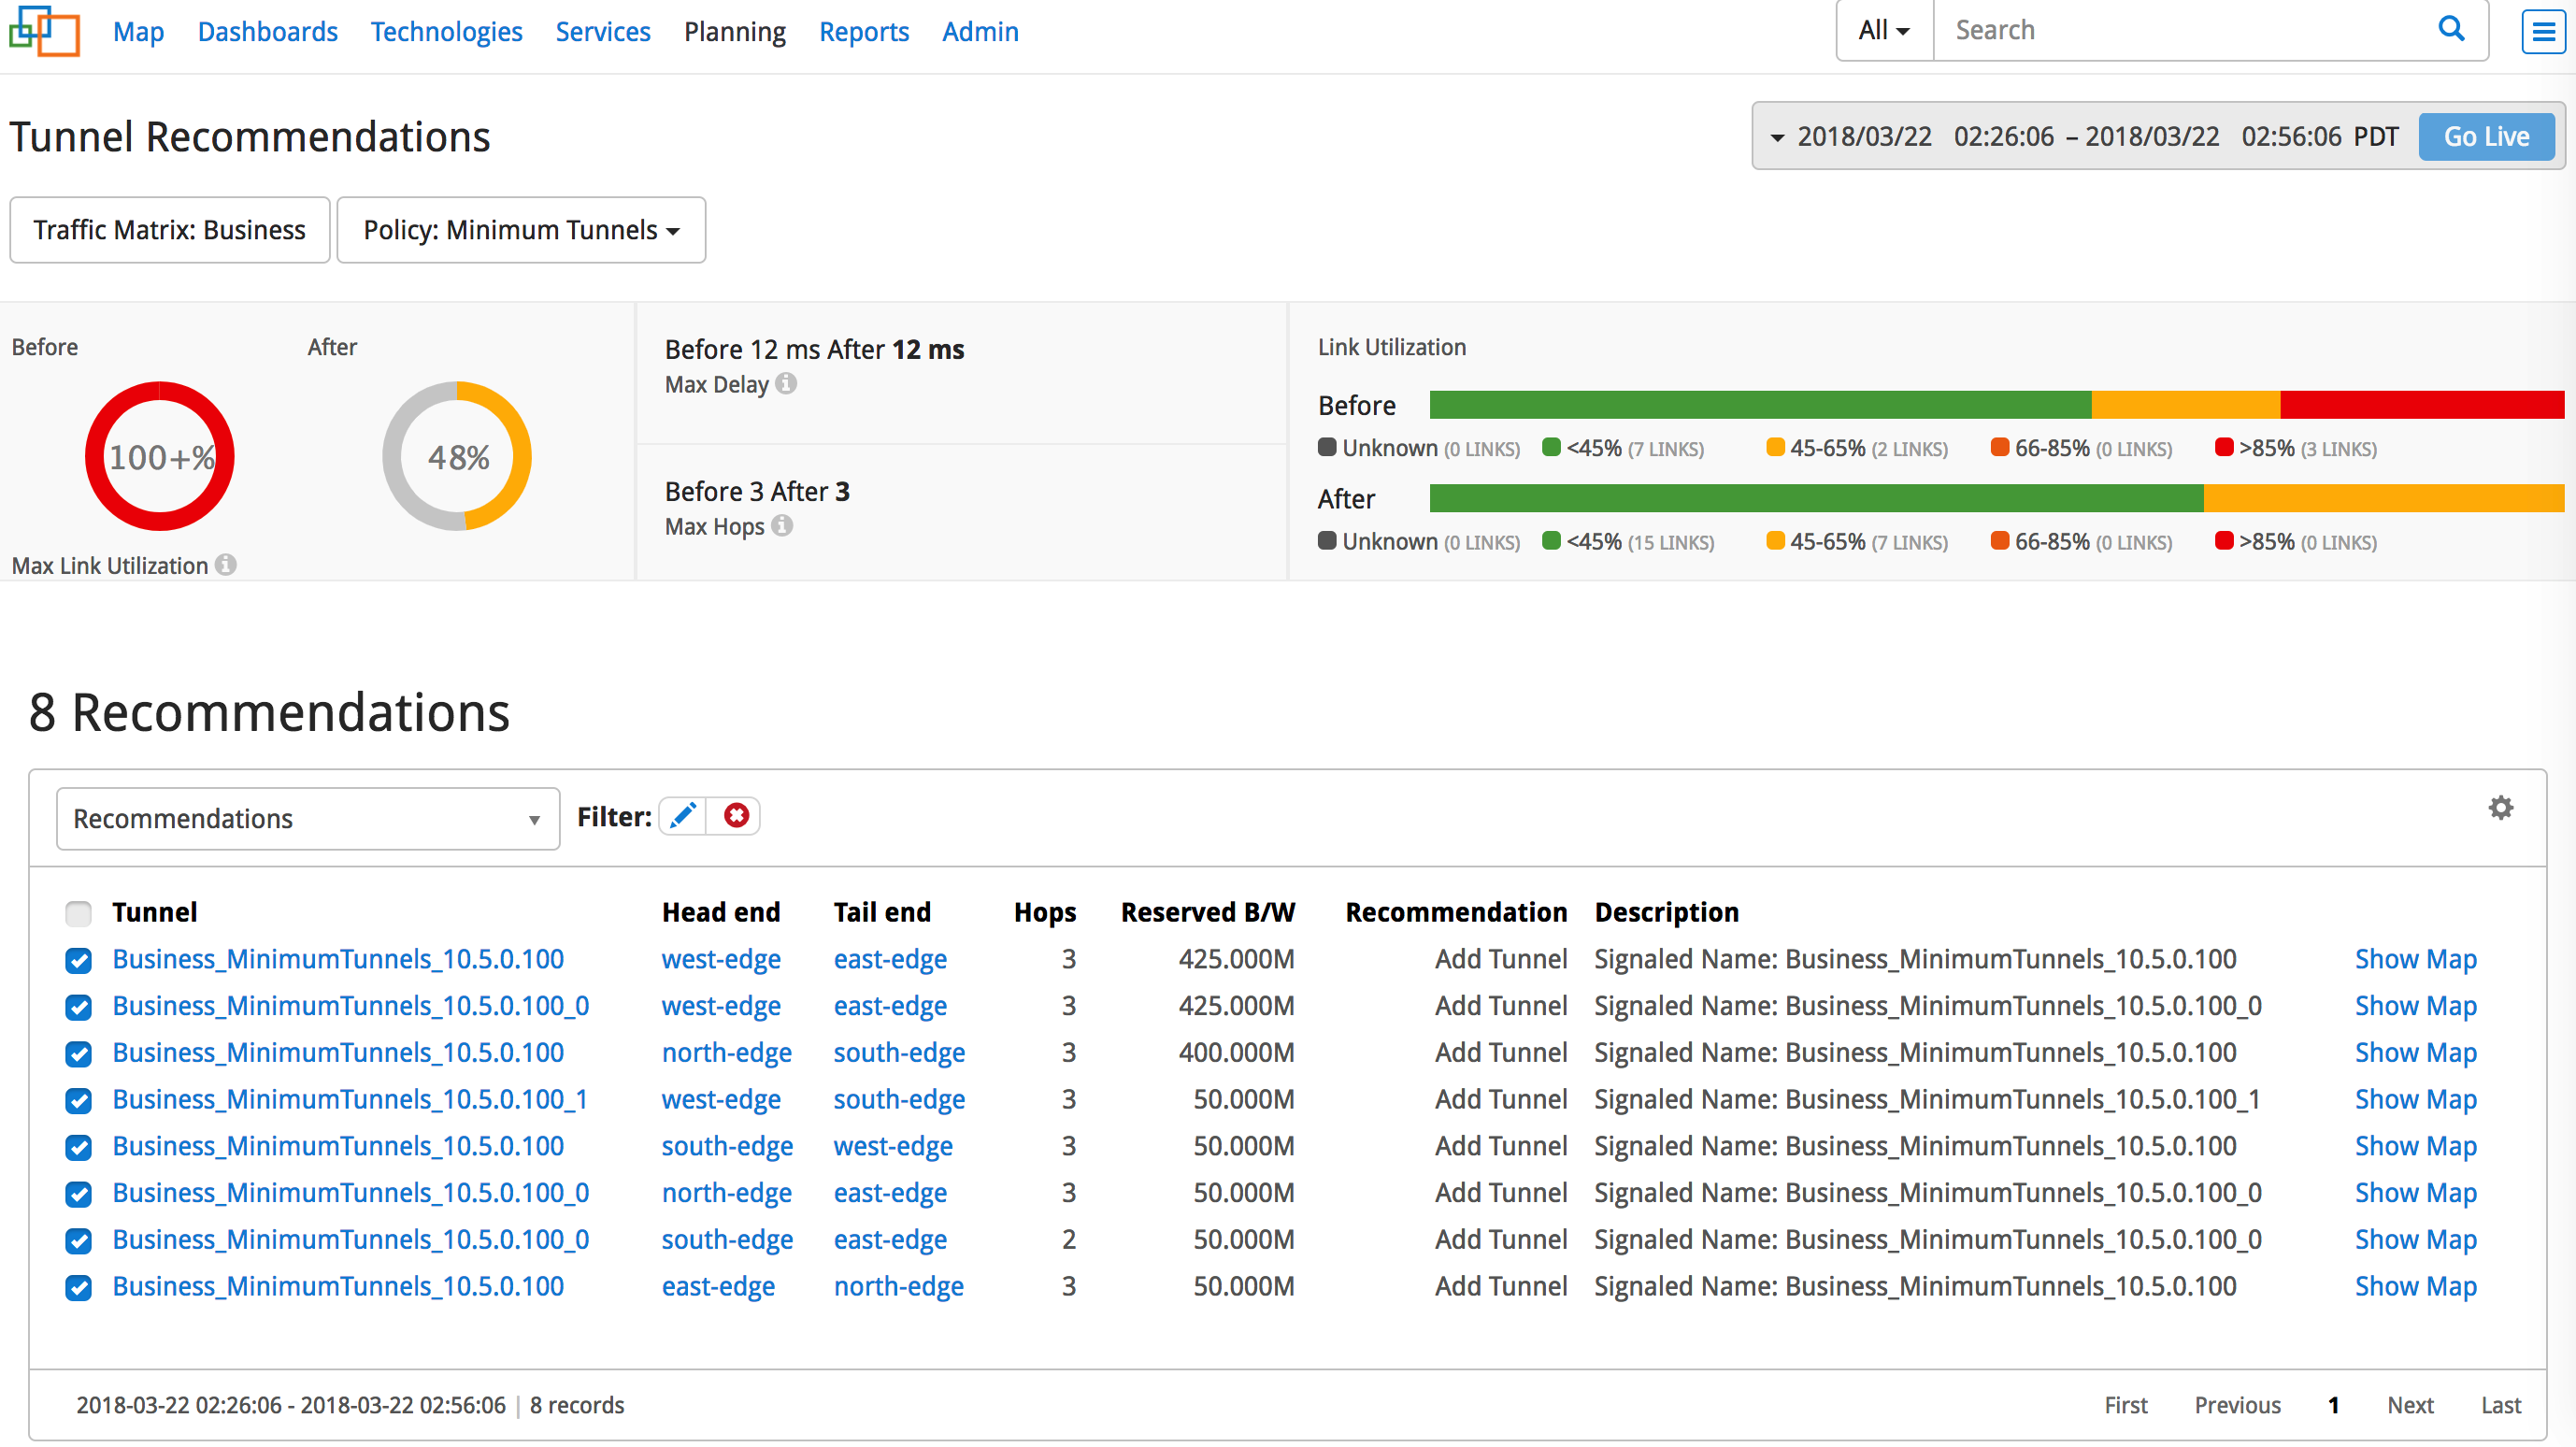 Map Dashboards Technologies Services Planning Reports Admin All Search
Tunnel Recommendations
2018/03/22 02:26:06 – 2018/03/22 02:56:06 PDT Go Live
Traffic Matrix: Business Policy: Minimum Tunnels
Before After
100+% 48%
Max Link Utilization
Before 12 ms After 12 ms
Max Delay
Before 3 After 3
Max Hops
Link Utilization
Before
Unknown (0 LINKS) <45% (7 LINKS) 45-65% (2 LINKS) 66-85% (0 LINKS) >85% (3 LINKS)
After
Unknown (0 LINKS) <45% (15 LINKS) 45-65% (7 LINKS) 66-85% (0 LINKS) >85% (0 LINKS)
8 Recommendations
Recommendations Filter:
Tunnel Head end Tail end Hops Reserved B/W Recommendation Description
Business_MinimumTunnels_10.5.0.100 west-edge east-edge 3 425.000M Add Tunnel Signaled Name: Business_MinimumTunnels_10.5.0.100 Show Map
Business_MinimumTunnels_10.5.0.100_0 west-edge east-edge 3 425.000M Add Tunnel Signaled Name: Business_MinimumTunnels_10.5.0.100_0 Show Map
Business_MinimumTunnels_10.5.0.100 north-edge south-edge 3 400.000M Add Tunnel Signaled Name: Business_MinimumTunnels_10.5.0.100 Show Map
Business_MinimumTunnels_10.5.0.100_1 west-edge south-edge 3 50.000M Add Tunnel Signaled Name: Business_MinimumTunnels_10.5.0.100_1 Show Map
Business_MinimumTunnels_10.5.0.100 south-edge west-edge 3 50.000M Add Tunnel Signaled Name: Business_MinimumTunnels_10.5.0.100 Show Map
Business_MinimumTunnels_10.5.0.100_0 north-edge east-edge 3 50.000M Add Tunnel Signaled Name: Business_MinimumTunnels_10.5.0.100_0 Show Map
Business_MinimumTunnels_10.5.0.100_0 south-edge east-edge 2 50.000M Add Tunnel Signaled Name: Business_MinimumTunnels_10.5.0.100_0 Show Map
Business_MinimumTunnels_10.5.0.100 east-edge north-edge 3 50.000M Add Tunnel Signaled Name: Business_MinimumTunnels_10.5.0.100 Show Map
2018-03-22 02:26:06 - 2018-03-22 02:56:06 | 8 records First Previous 1 Next Last